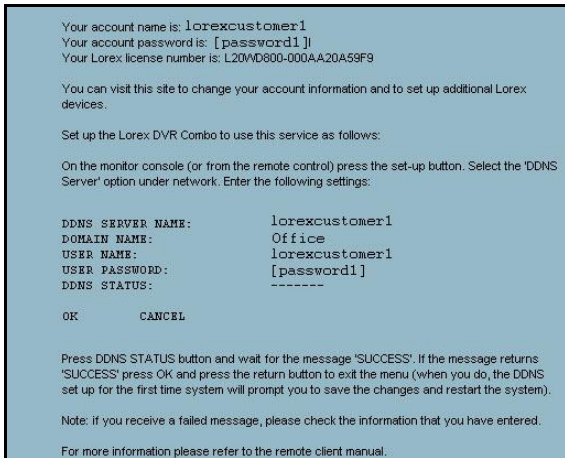 Your account name is: lorexcustomer1
Your account password is: [password1]
Your Lorex license number is: L20WD800-000AA20A59F9
You can visit this site to change your account information and to set up additional Lorex
devices.
Set up the Lorex DVR Combo to use this service as follows:
On the monitor console (or from the remote control) press the set-up button. Select the 'DDNS
Server' option under network. Enter the following settings:
DDNS SERVER NAME: lorexcustomer1
DOMAIN NAME: Office
USER NAME: lorexcustomer1
USER PASSWORD: [password1]
DDNS STATUS: -------
OK CANCEL
Press DDNS STATUS button and wait for the message 'SUCCESS'. If the message returns
'SUCCESS' press OK and press the return button to exit the menu (when you do, the DDNS
set up for the first time system will prompt you to save the changes and restart the system).
Note: if you receive a failed message, please check the information that you have entered.
For more information please refer to the remote client manual.